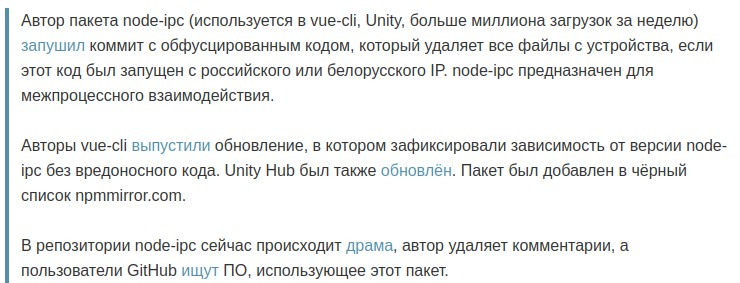 Автор пакета node-ipc (используется в vue-cli, Unity, больше миллиона загрузок за неделю)
запушил коммит с обфусцированным кодом, который удаляет все файлы с устройства, если
этот код был запущен с российского или белорусского IP. node-ipc предназначен для
межпроцессного взаимодействия.
Авторы vue-cli выпустили обновление, в котором зафиксировали зависимость от версии node-
ipc без вредоносного кода. Unity Hub был также обновлён. Пакет был добавлен в чёрный
список npmmirror.com.
В репозитории node-ipc сейчас происходит драма, автор удаляет комментарии, а
пользователи GitHub ищут ПО, использующее этот пакет.